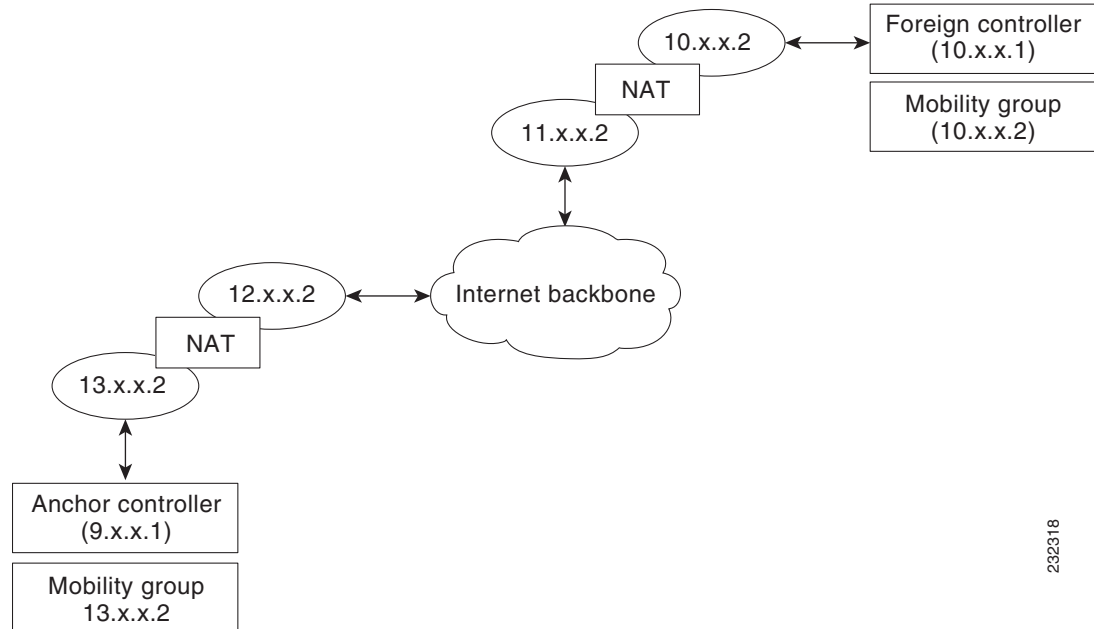 10.x.x.2
Foreign controller
(10.x.x.1)
NAT
Mobility group
(10.x.x.2)
11.x.x.2
Internet backbone
12.x.x.2
NAT
13.x.x.2
Anchor controller
(9.x.x.1)
Mobility group
13.x.x.2
232318